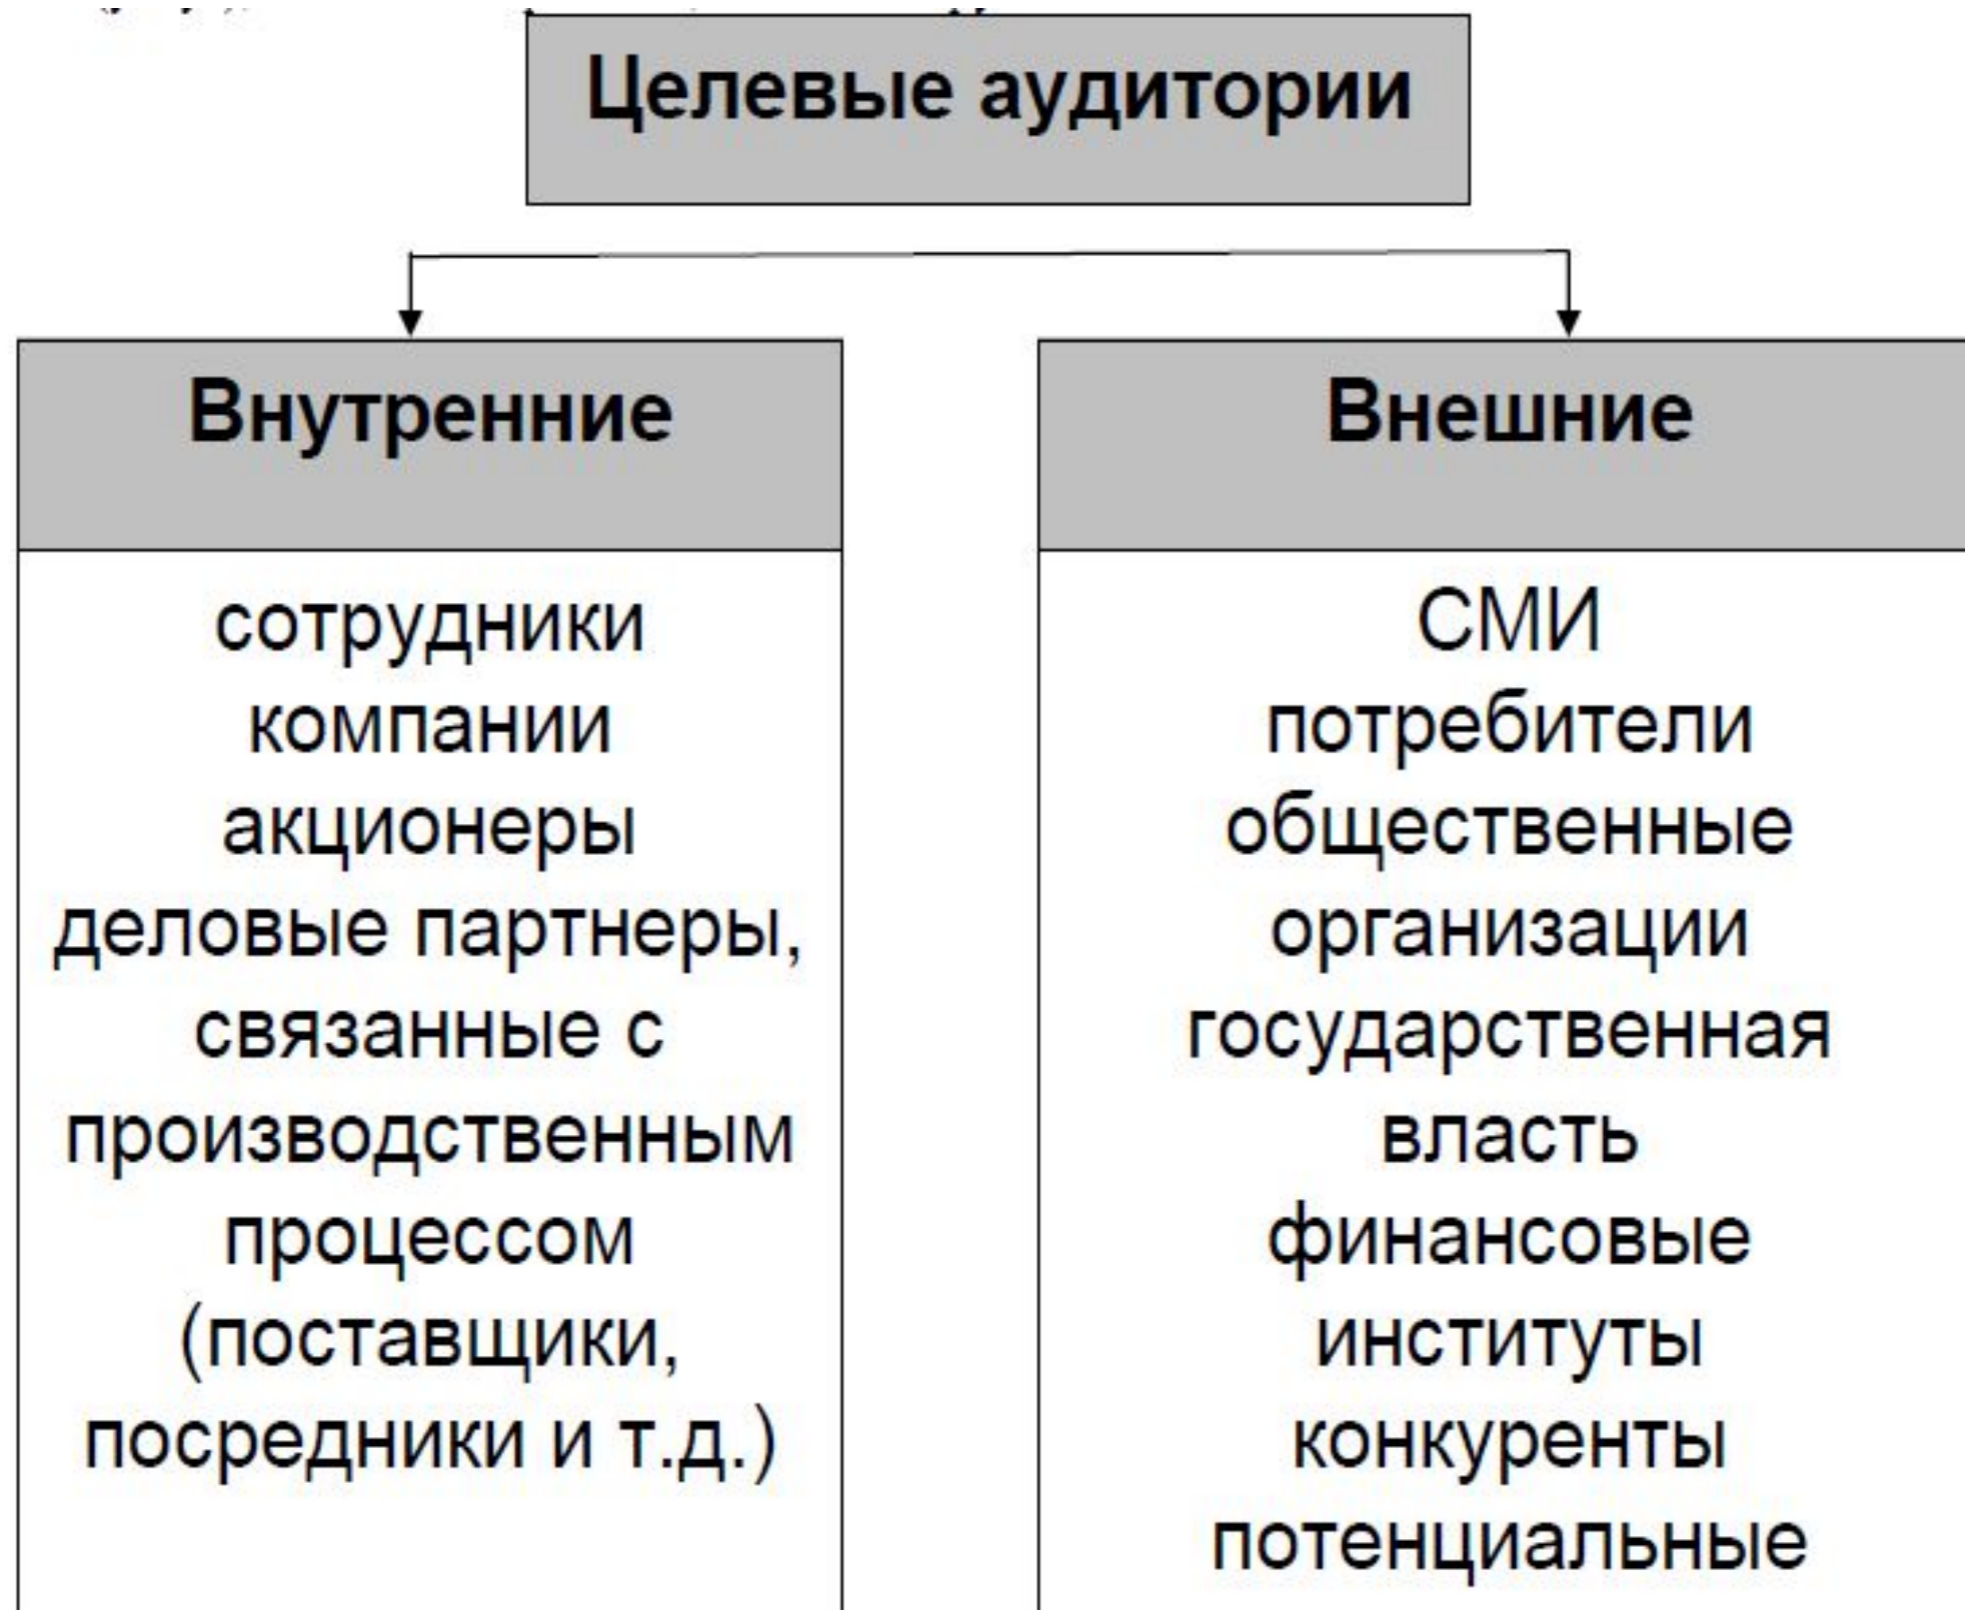 Целевые аудитории
Внутренние
сотрудники
компании
акционеры
деловые партнеры,
связанные с
производственным
процессом
(поставщики,
посредники и т.д.)
Внешние
СМИ
потребители
общественные
организации
государственная
власть
финансовые
институты
конкуренты
потенциальные